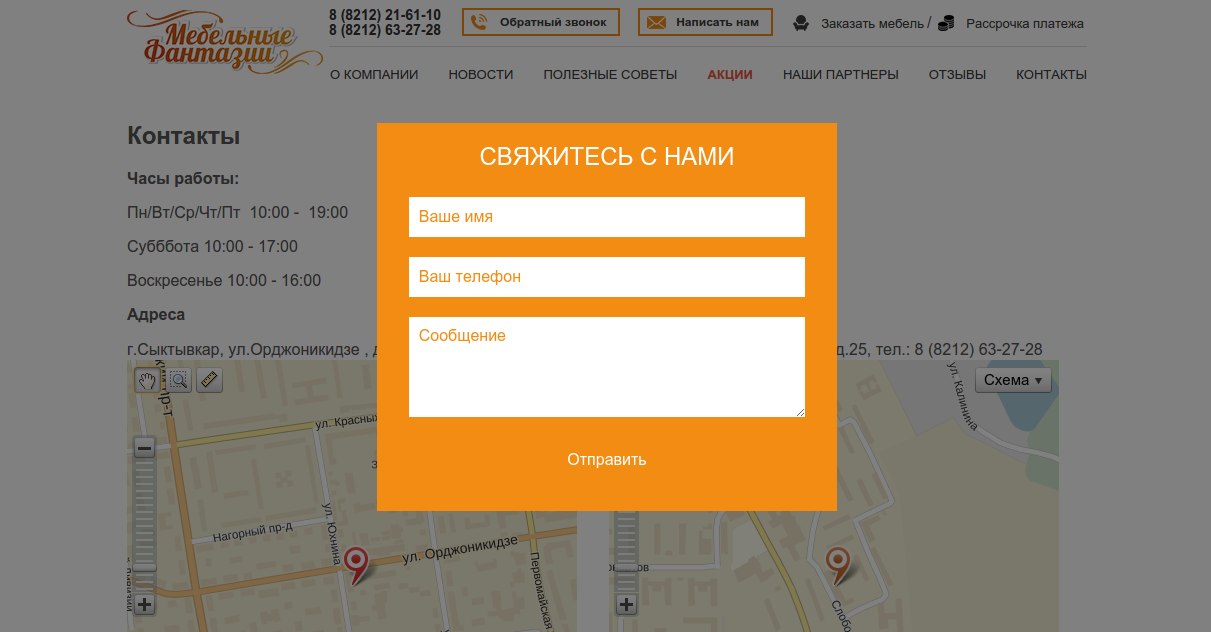 Мебельные
Фантазии
8 (8212) 21-61-10
8 (8212) 63-27-28
Обратный звонок
Написать нам
Заказать мебель /
Рассрочка платежа
О КОМПАНИИ
НОВОСТИ
ПОЛЕЗНЫЕ СОВЕТЫ
АКЦИИ
НАШИ ПАРТНЕРЫ
ОТЗЫВЫ
КОНТАКТЫ
Контакты
Часы работы:
Пн/Вт/Ср/Чт/Пт 10:00 - 19:00
Субббота 10:00 - 17:00
Воскресенье 10:00 - 16:00
Адреса
г.Сыктывкар, ул.Орджоникидзе ,
д.25, тел.: 8 (8212) 63-27-28
СВЯЖИТЕСЬ С НАМИ
Ваше имя
Ваш телефон
Сообщение
Отправить
Схема
ул. Калинина
пр-т
ул. Красных
Нагорный пр-д
ул. Юхнина
ул. Орджоникидзе
Первомайская
Слобо